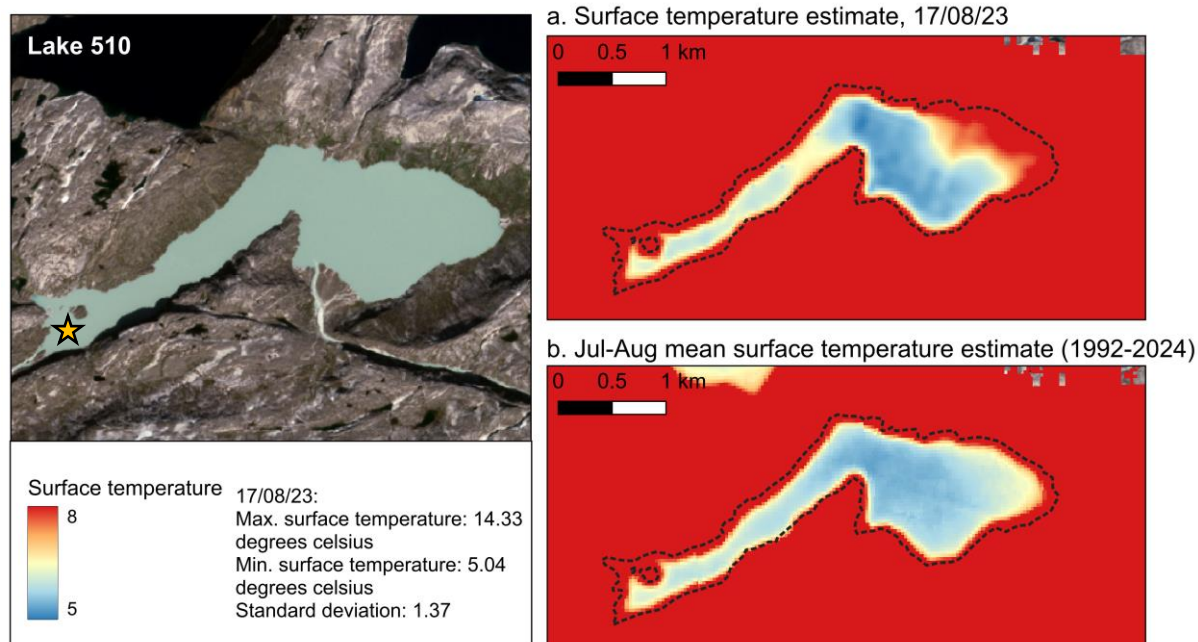 Lake 510
Surface temperature
8
5
17/08/23:
Max. surface temperature: 14.33
degrees celsius
Min. surface temperature: 5.04
degrees celsius
Standard deviation: 1.37
a. Surface temperature estimate, 17/08/23
0 0.5 1 km
b. Jul-Aug mean surface temperature estimate (1992-2024)
0 0.5 1 km